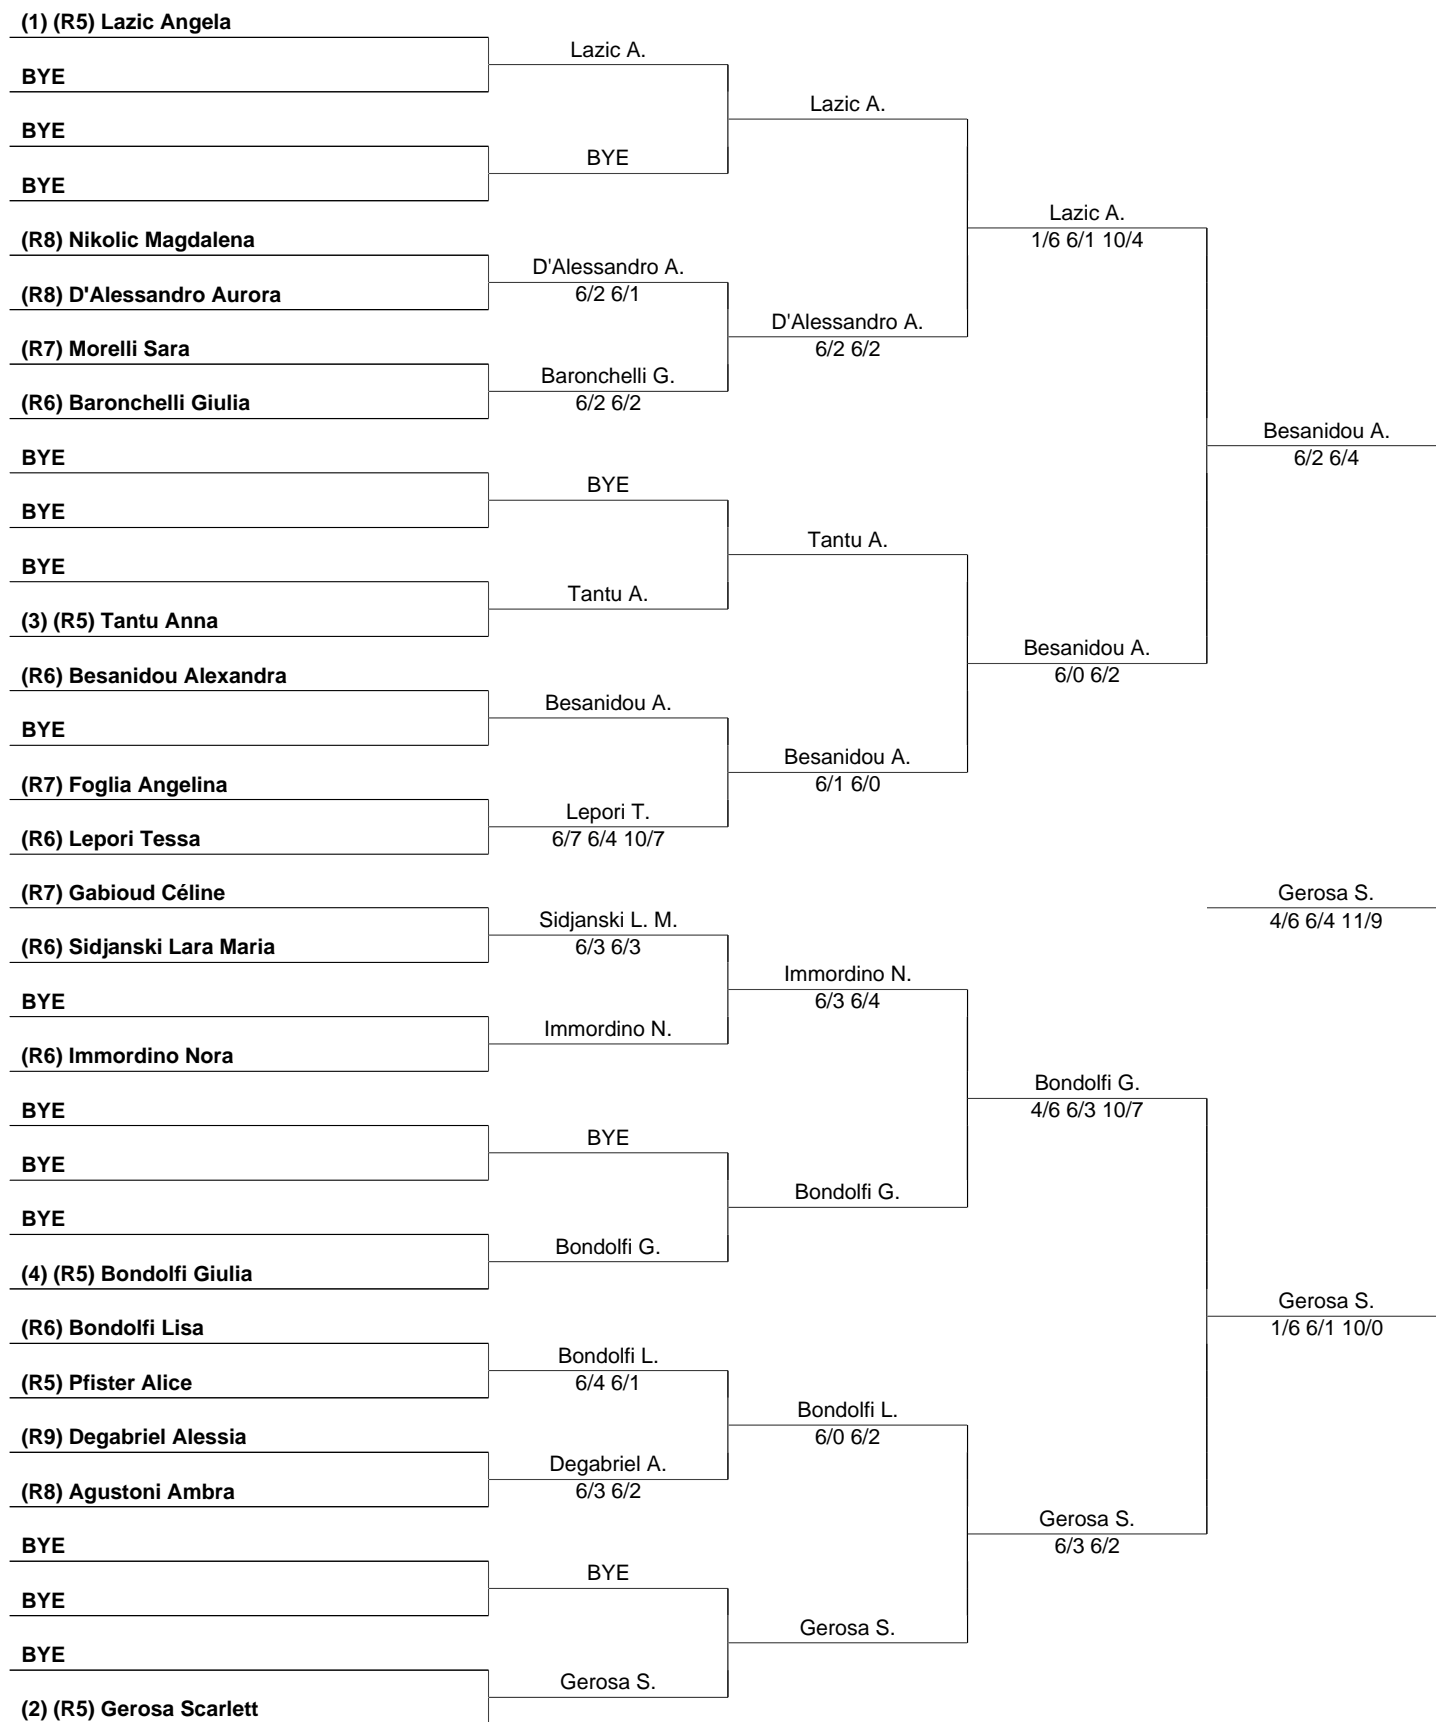 (1) (R5) Lazic Angela
Lazic A.
BYE
Lazic A.
BYE
BYE
BYE
Lazic A.
1/6 6/1 10/4
(R8) Nikolic Magdalena
D'Alessandro A.
6/2 6/1
(R8) D'Alessandro Aurora
D'Alessandro A.
6/2 6/2
(R7) Morelli Sara
Baronchelli G.
6/2 6/2
(R6) Baronchelli Giulia
Besanidou A.
6/2 6/4
BYE
BYE
BYE
Tantu A.
BYE
Tantu A.
(3) (R5) Tantu Anna
Besanidou A.
6/0 6/2
(R6) Besanidou Alexandra
Besanidou A.
BYE
Besanidou A.
6/1 6/0
(R7) Foglia Angelina
Lepori T.
6/7 6/4 10/7
(R6) Lepori Tessa
(R7) Gabioud Céline
Gerosa S.
4/6 6/4 11/9
Sidjanski L. M.
6/3 6/3
(R6) Sidjanski Lara Maria
Immordino N.
6/3 6/4
BYE
Immordino N.
(R6) Immordino Nora
Bondolfi G.
4/6 6/3 10/7
BYE
BYE
BYE
Bondolfi G.
BYE
Bondolfi G.
(4) (R5) Bondolfi Giulia
Gerosa S.
1/6 6/1 10/0
(R6) Bondolfi Lisa
Bondolfi L.
6/4 6/1
(R5) Pfister Alice
Bondolfi L.
6/0 6/2
(R9) Degabriel Alessia
Degabriel A.
6/3 6/2
(R8) Agustoni Ambra
Gerosa S.
6/3 6/2
BYE
BYE
BYE
Gerosa S.
BYE
Gerosa S.
(2) (R5) Gerosa Scarlett